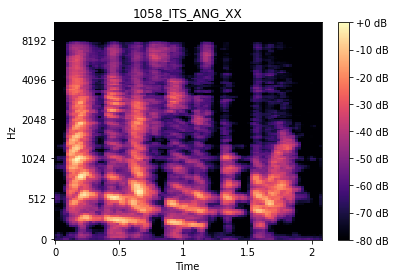 1058_ITS_ANG_XX
8192
4096
2048
1024
512
0
Hz
0
0.5
1
1.5
2
Time
+0 dB
-10 dB
-20 dB
-30 dB
-40 dB
-50 dB
-60 dB
-70 dB
-80 dB